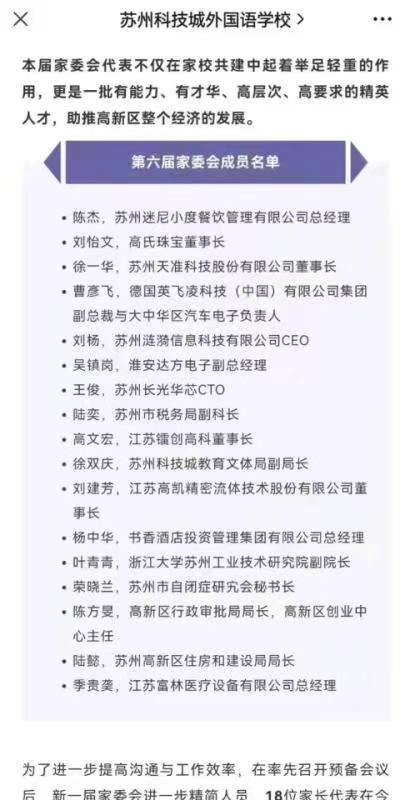 苏州科技城外国语学校
本届家委会代表不仅在家校共建中起着举足轻重的作
用，更是一批有能力、有才华、高层次、高要求的精英
人才，助推高新区整个经济的发展。
第六届家委会成员名单
• 陈杰，苏州迷尼小度餐饮管理有限公司总经理
• 刘怡文，高氏珠宝董事长
• 徐一华，苏州天准科技股份有限公司董事长
• 曹彦飞，德国英飞凌科技（中国）有限公司集团
副总裁与大中华区汽车电子负责人
• 刘杨，苏州涟漪信息科技有限公司CEO
• 吴镇岗，淮安达方电子副总经理
• 王俊，苏州长光华芯CTO
• 陆奕，苏州市税务局副科长
• 高文宏，江苏镭创高科董事长
• 徐双庆，苏州科技城教育文体局副局长
• 刘建芳，江苏高凯精密流体技术股份有限公司董
事长
• 杨中华，书香酒店投资管理集团有限公司总经理
• 叶青青，浙江大学苏州工业技术研究院副院长
• 荣晓兰，苏州市自闭症研究会秘书长
• 陈方旻，高新区行政审批局局长，高新区创业中
心主任
• 陆懿，苏州高新区住房和建设局局长
• 季贵䶮，江苏富林医疗设备有限公司总经理
为了进一步提高沟通与工作效率，在率先召开预备会议
后，新一届家委会进一步精简人员，18位家长代表在今